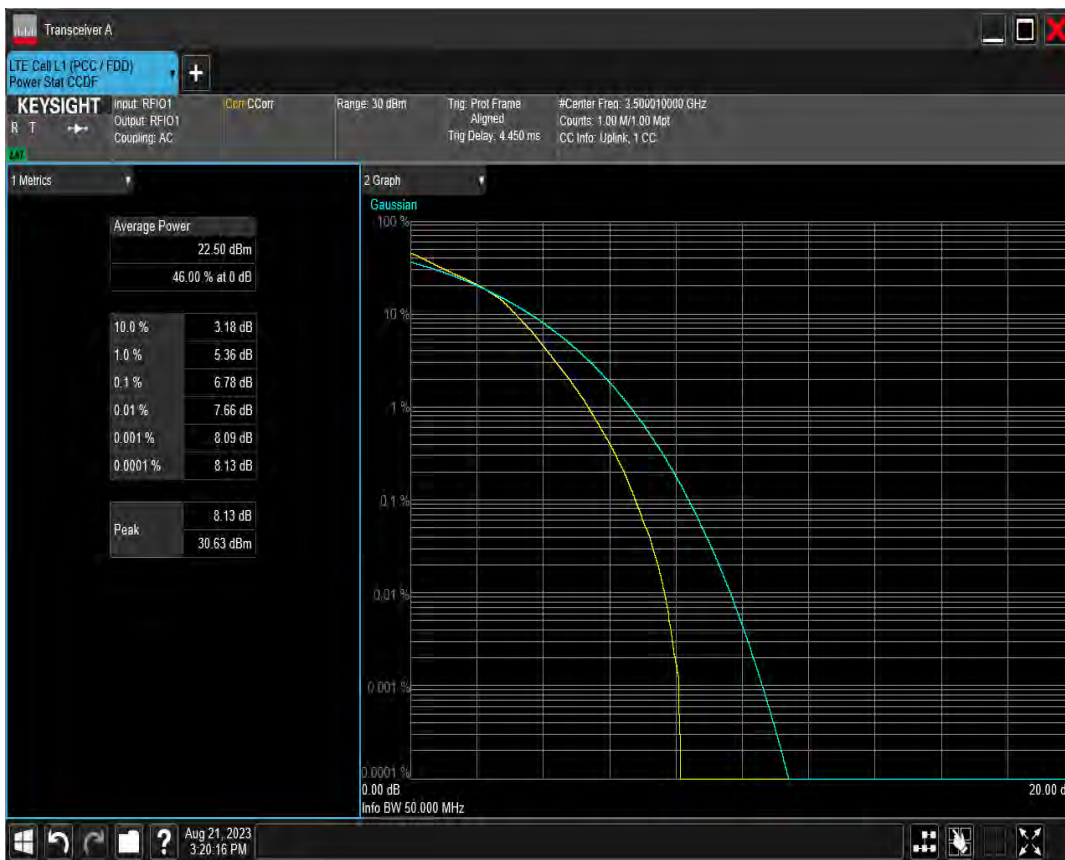 Transceiver A
LTE Cell L1 (PCC / FDD)
Power Stat CCDF
+
KEYSIGHT
R T
LNI
Input: RFIO1
Output: RFIO1
Coupling: AC
Corr CCorr
Range: 30 dBm
Trig: Prot Frame
Aligned
Trig Delay: 4.450 ms
#Center Freq: 3.500010000 GHz
Counts: 1.00 M/1.00 Mpt
CC Info: Uplink, 1 CC
1 Metrics
Average Power
22.50 dBm
46.00 % at 0 dB
10.0 % 3.18 dB
1.0 % 5.36 dB
0.1 % 6.78 dB
0.01 % 7.66 dB
0.001 % 8.09 dB
0.0001 % 8.13 dB
Peak
8.13 dB
30.63 dBm
2 Graph
Gaussian
100 %
10 %
1 %
0.1 %
0.01 %
0.001 %
0.0001 %
0.00 dB
20.00 d
Info BW 50.000 MHz
?
Aug 21, 2023
3:20:16 PM